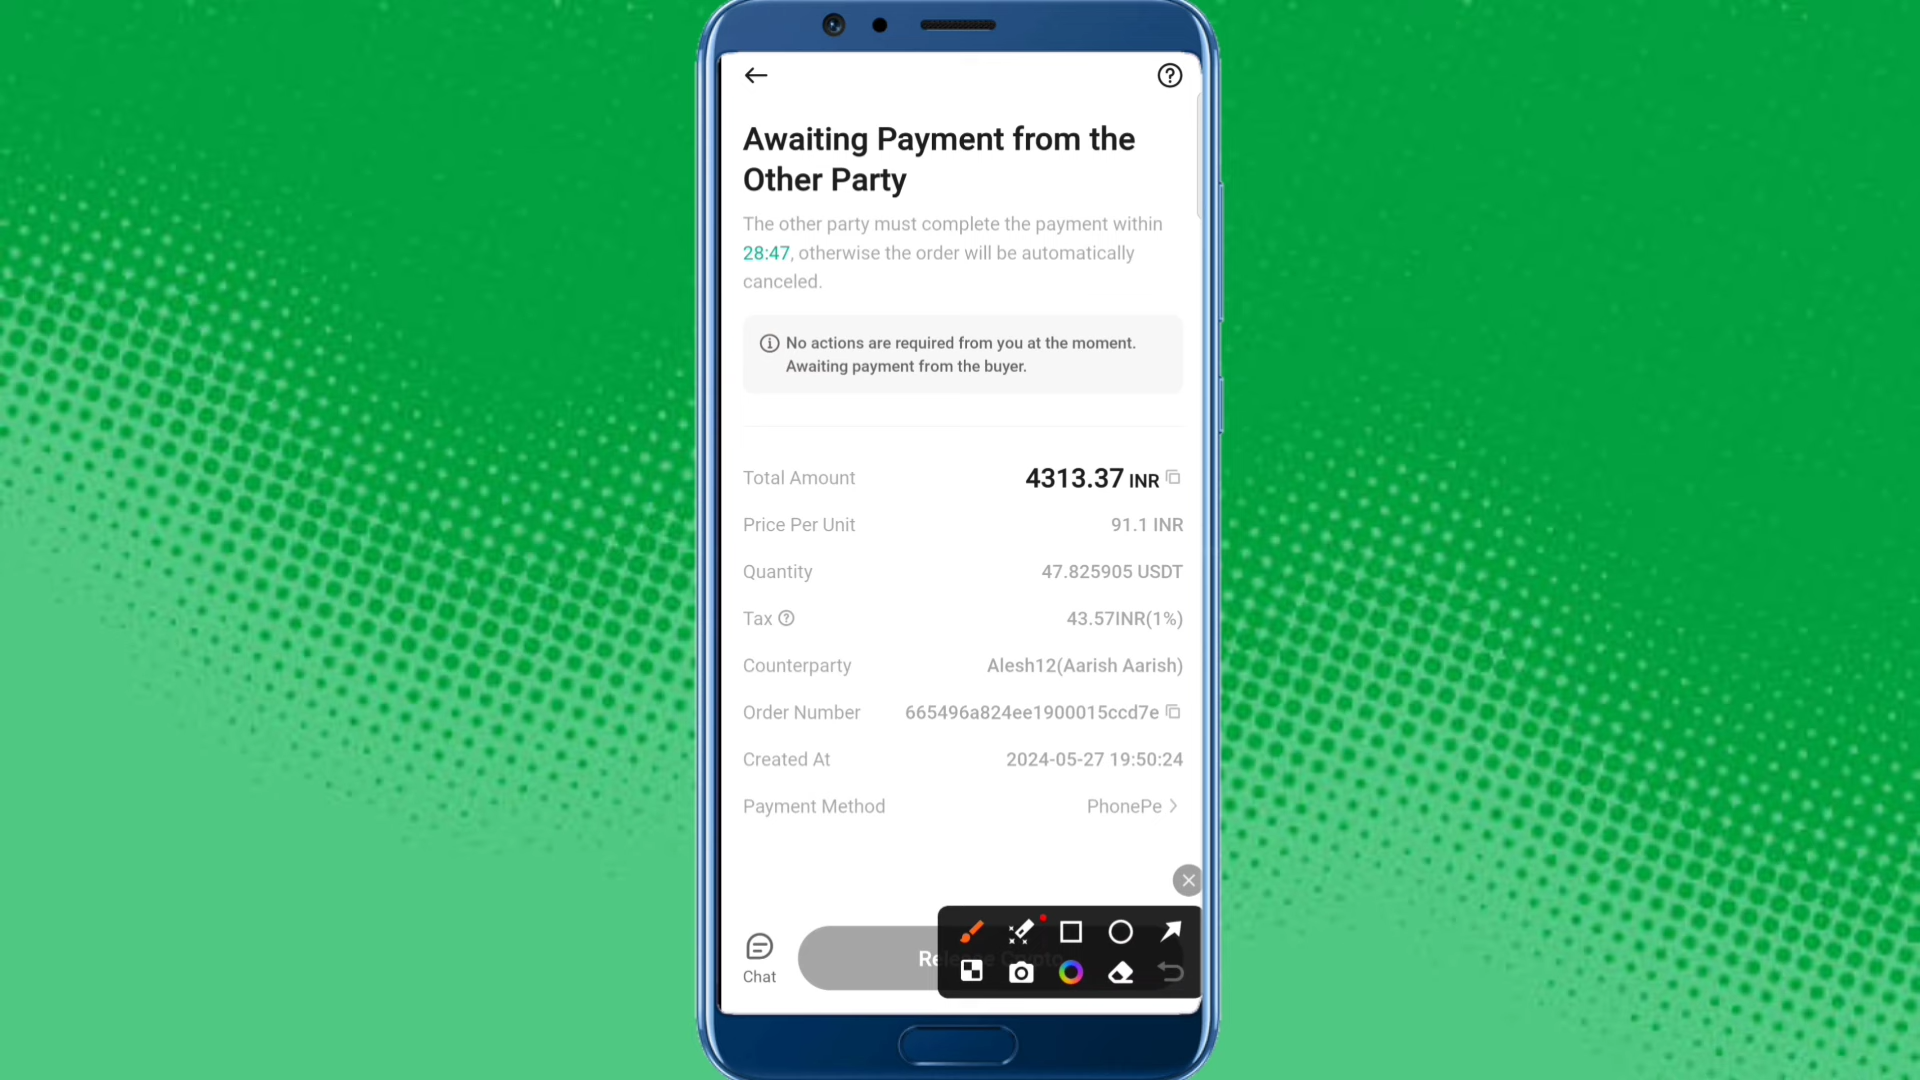 Awaiting Payment from the
Other Party
The other party must complete the payment within
28:47, otherwise the order will be automatically
canceled.
No actions are required from you at the moment.
Awaiting payment from the buyer.
Total Amount 4313.37 INR
Price Per Unit 91.1 INR
Quantity 47.825905 USDT
Tax 43.57INR(1%)
Counterparty Alesh12(Aarish Aarish)
Order Number 665496a824ee1900015ccd7e
Created At 2024-05-27 19:50:24
Payment Method PhonePe
Release Crypto
Chat